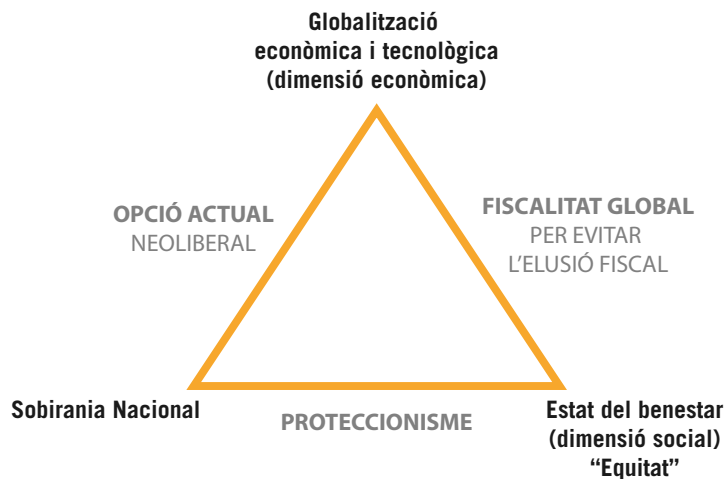 Globalització
econòmica i tecnològica
(dimensió econòmica)
OPCIÓ ACTUAL
NEOLIBERAL
FISCALITAT GLOBAL
PER EVITAR
L’ELUSIÓ FISCAL
Sobirania Nacional
PROTECCIONISME
Estat del benestar
(dimensió social)
“Equitat”